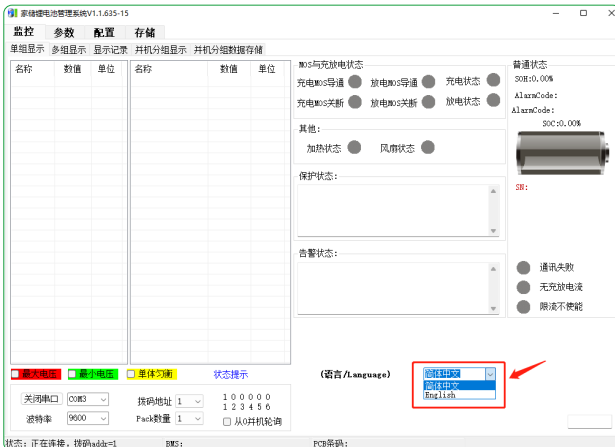 家储锂电池管理系统V1.1.635-15
监控 参数 配置 存储
单组显示 多组显示 显示记录 并机分组显示 并机分组数据存储
名称 数值 单位 名称 数值 单位
MOS与充放电状态
充电MOS导通 放电MOS导通 充电状态
充电MOS关断 放电MOS关断 放电状态
其他:
加热状态 风扇状态
保护状态:
告警状态:
普通状态
SOH:0.00%
AlarmCode:
AlarmCode:
SOC:0.00%
SN:
通讯失败
无充放电流
限流不使能
最大电压 最小电压 单体匀衡 状态提示
(语言/Language) 简体中文
简体中文
English
关闭串口 COM3 拨码地址 1 1 0 0 0 0 0
1 2 3 4 5 6
波特率 9600 Pack数量 1 从0并机轮询
状态: 正在连接, 拨码addr=1 BMS: PCB条码: